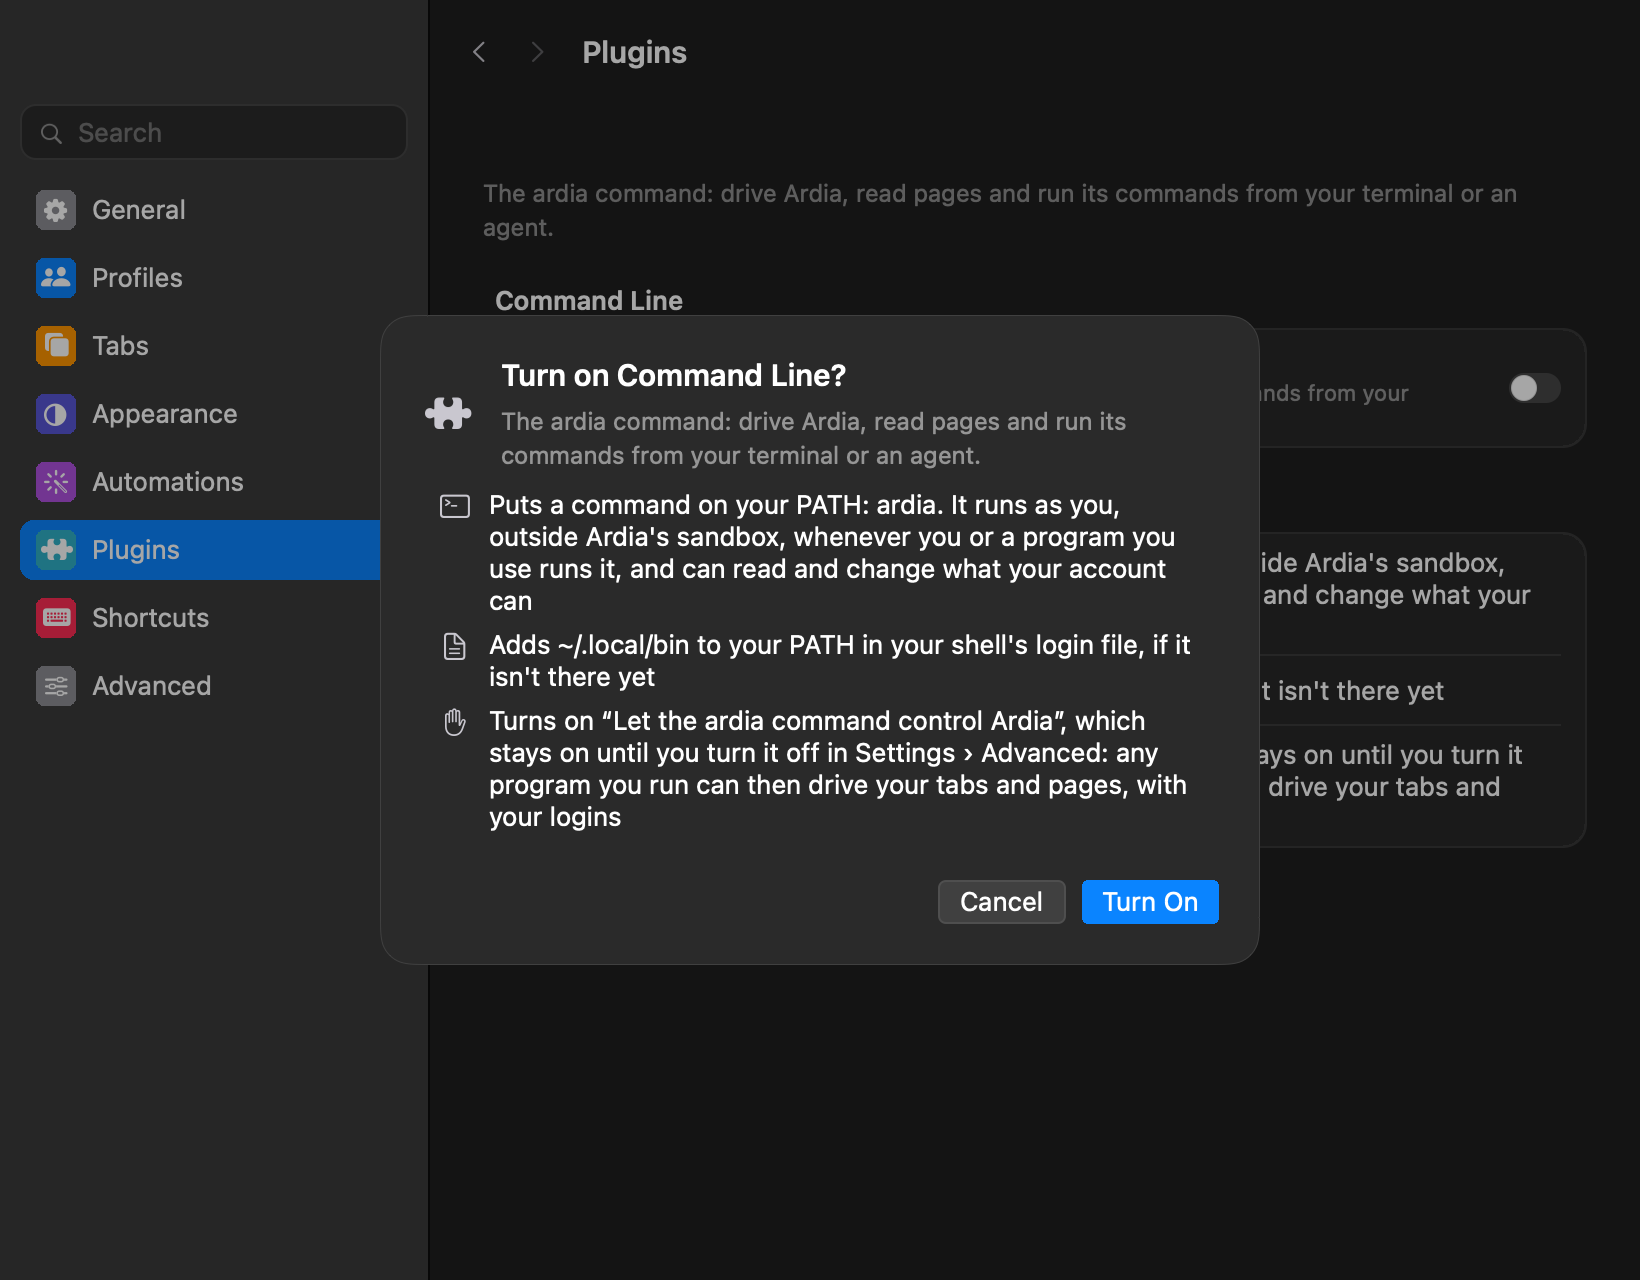 Plugins
Search
General
Profiles
Tabs
Appearance
Automations
Plugins
Shortcuts
Advanced
The ardia command: drive Ardia, read pages and run its commands from your terminal or an
agent.
Command Line
from your
Turn on Command Line?
The ardia command: drive Ardia, read pages and run its
commands from your terminal or an agent.
Puts a command on your PATH: ardia. It runs as you,
outside Ardia's sandbox, whenever you or a program you
use runs it, and can read and change what your account
can
Adds ~/.local/bin to your PATH in your shell's login file, if it
isn't there yet
Turns on “Let the ardia command control Ardia”, which
stays on until you turn it off in Settings › Advanced: any
program you run can then drive your tabs and pages, with
your logins
Cancel
Turn On
Ardia's sandbox,
and change what your
isn't there yet
on until you turn it
drive your tabs and